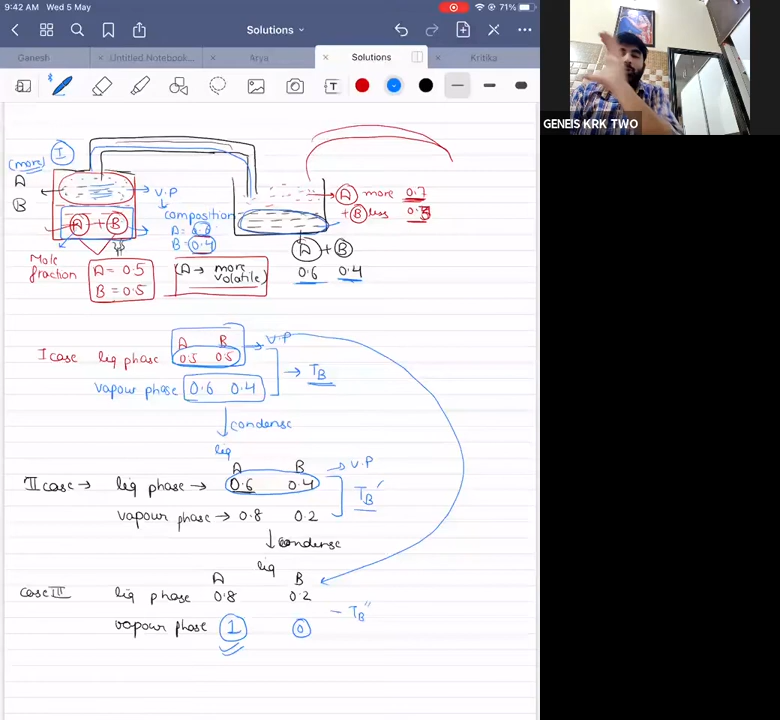 9:42 AM Wed 5 May
71%
Solutions
Ganesh
Untitled Notebook...
Arya
Solutions
Kritika
GENEIS KRK TWO
(more)
I
A
B
V.P
composition
A =
B = 0.4
A + B
Mole
fraction
A = 0.5
B = 0.5
(A → more
volatile)
A more 0.7
+ B less
A + B
0.6 0.4
I case liq phase
A B
0.5 0.5
V.P
vapour phase 0.6 0.4
→ TB
condense
liq
A B
→ V.P
II case → liq phase → 0.6 0.4
TB'
vapour phase → 0.8 0.2
condense
liq
A B
case III liq phase 0.8 0.2
- TB''
vapour phase 1 0